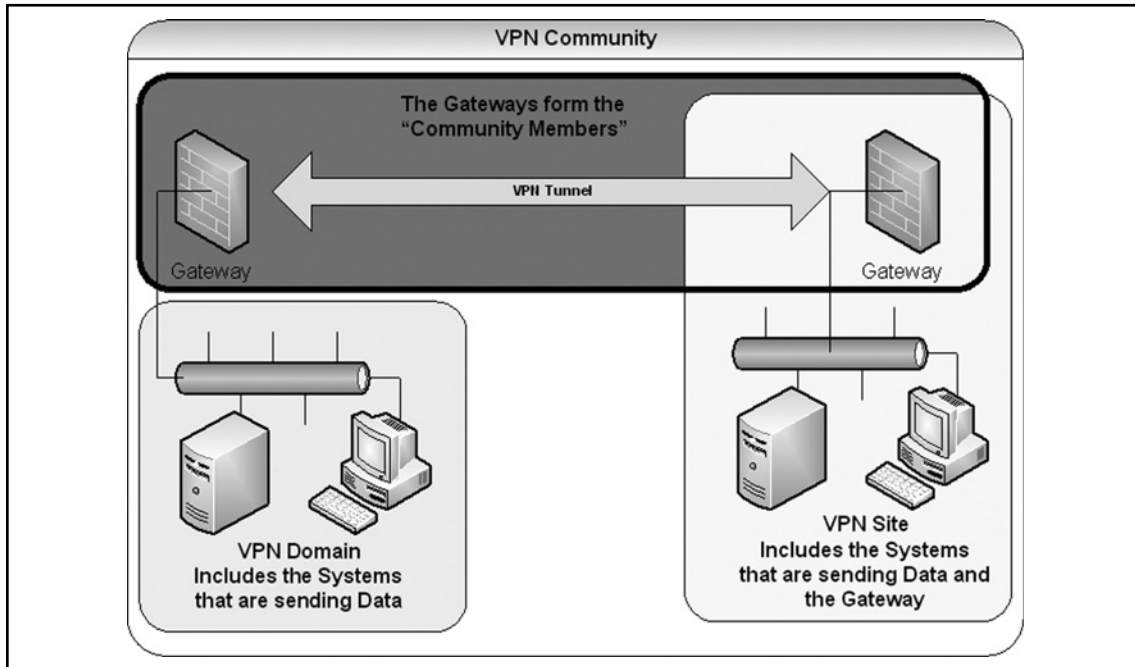 VPN Community
The Gateways form the
“Community Members”
VPN Tunnel
Gateway
Gateway
VPN Domain
Includes the Systems
that are sending Data
VPN Site
Includes the Systems
that are sending Data and
the Gateway